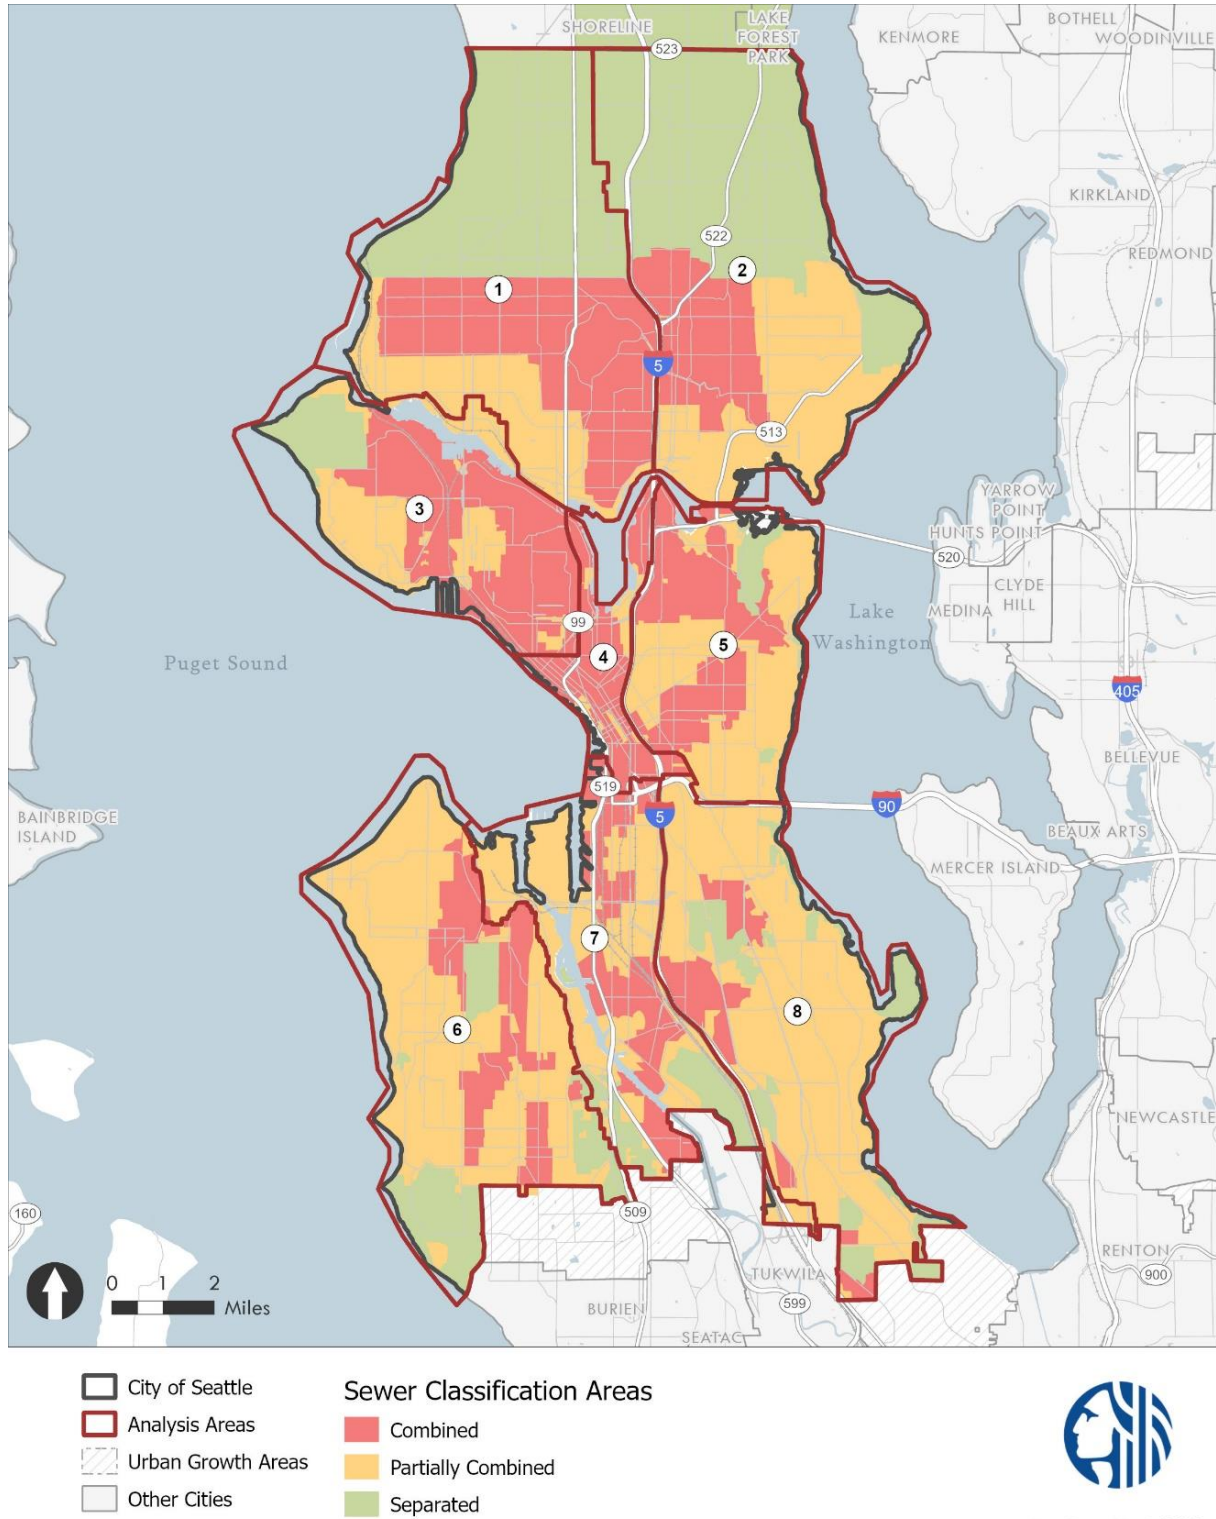 SHORELINE
LAKE
FOREST
PARK
KENMORE
BOTHELL
WOODINVILLE
523
KIRKLAND
522
REDMOND
2
1
5
513
3
YARROW
POINT
HUNTS POINT
520
CLYDE
HILL
MEDINA
Lake
Washington
99
5
4
Puget Sound
405
BELLEVUE
519
90
5
BAINBRIDGE
ISLAND
BEAUX ARTS
MERCER ISLAND
7
8
6
NEWCASTLE
160
509
RENTON
900
TUKWILA
599
BURIEN
SEATAC
0 1 2
Miles
City of Seattle
Analysis Areas
Urban Growth Areas
Other Cities
Sewer Classification Areas
Combined
Partially Combined
Separated